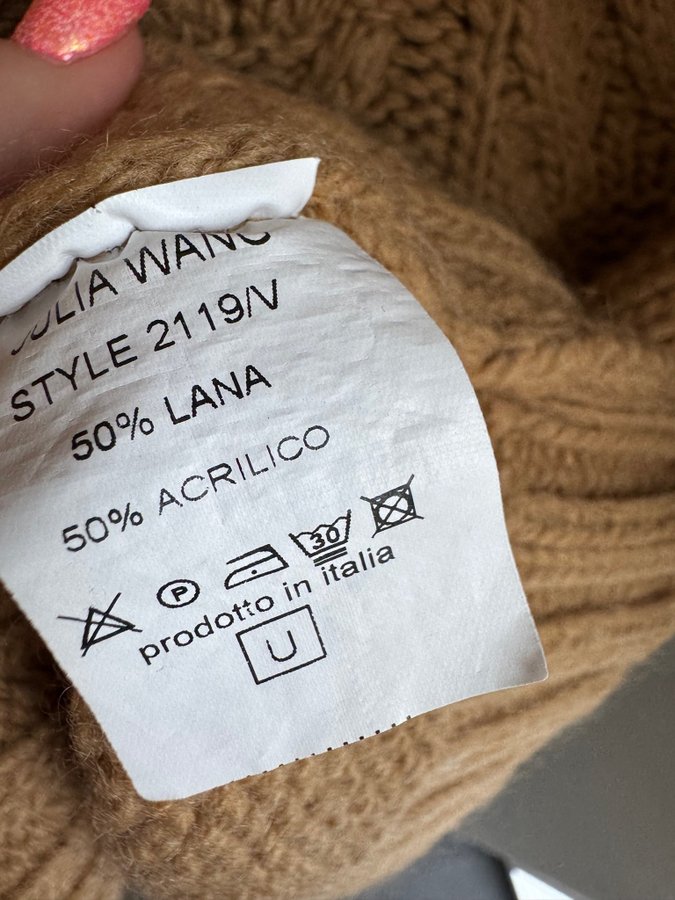 JULIA WANG
STYLE 2119/V
50% LANA
50% ACRILICO
P 30
prodotto in italia
U